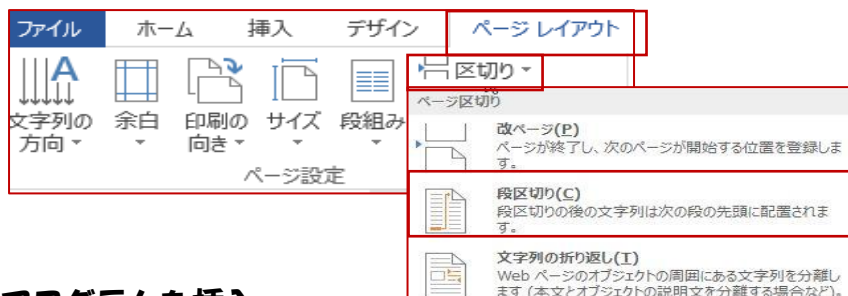 ファイル ホーム 挿入 デザイン ページ レイアウト
区切り
文字列の方向 余白 印刷の向き サイズ 段組み
ページ設定
ページ区切り
改ページ(P)
ページが終了し、次のページが開始する位置を登録しま
す。
段区切り(C)
段区切りの後の文字列は次の段の先頭に配置されま
す。
文字列の折り返し(T)
Web ページのオブジェクトの周囲にある文字列を分離し
ます (本文とオブジェクトの説明文を分離する場合など)。